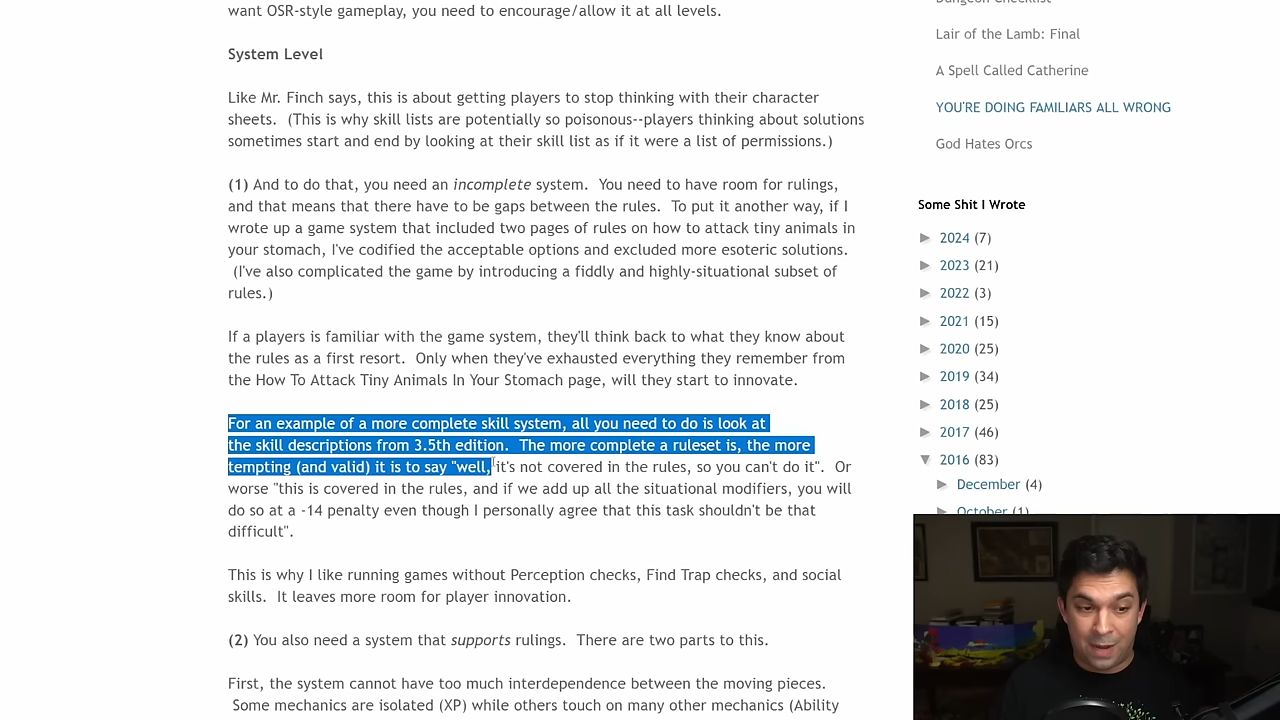 want OSR-style gameplay, you need to encourage/allow it at all levels.
System Level
Like Mr. Finch says, this is about getting players to stop thinking with their character
sheets.  (This is why skill lists are potentially so poisonous--players thinking about solutions
sometimes start and end by looking at their skill list as if it were a list of permissions.)
(1) And to do that, you need an incomplete system.  You need to have room for rulings,
and that means that there have to be gaps between the rules.  To put it another way, if I
wrote up a game system that included two pages of rules on how to attack tiny animals in
your stomach, I've codified the acceptable options and excluded more esoteric solutions.
(I've also complicated the game by introducing a fiddly and highly-situational subset of
rules.)
If a players is familiar with the game system, they'll think back to what they know about
the rules as a first resort.  Only when they've exhausted everything they remember from
the How To Attack Tiny Animals In Your Stomach page, will they start to innovate.
For an example of a more complete skill system, all you need to do is look at
the skill descriptions from 3.5th edition.  The more complete a ruleset is, the more
tempting (and valid) it is to say "well, it's not covered in the rules, so you can't do it".  Or
worse "this is covered in the rules, and if we add up all the situational modifiers, you will
do so at a -14 penalty even though I personally agree that this task shouldn't be that
difficult".
This is why I like running games without Perception checks, Find Trap checks, and social
skills.  It leaves more room for player innovation.
(2) You also need a system that supports rulings.  There are two parts to this.
First, the system cannot have too much interdependence between the moving pieces.
Some mechanics are isolated (XP) while others touch on many other mechanics (Ability
Dungeon Checklist
Lair of the Lamb: Final
A Spell Called Catherine
YOU'RE DOING FAMILIARS ALL WRONG
God Hates Orcs
Some Shit I Wrote
► 2024 (7)
► 2023 (21)
► 2022 (3)
► 2021 (15)
► 2020 (25)
► 2019 (34)
► 2018 (25)
► 2017 (46)
▼ 2016 (83)
► December (4)
► October (1)